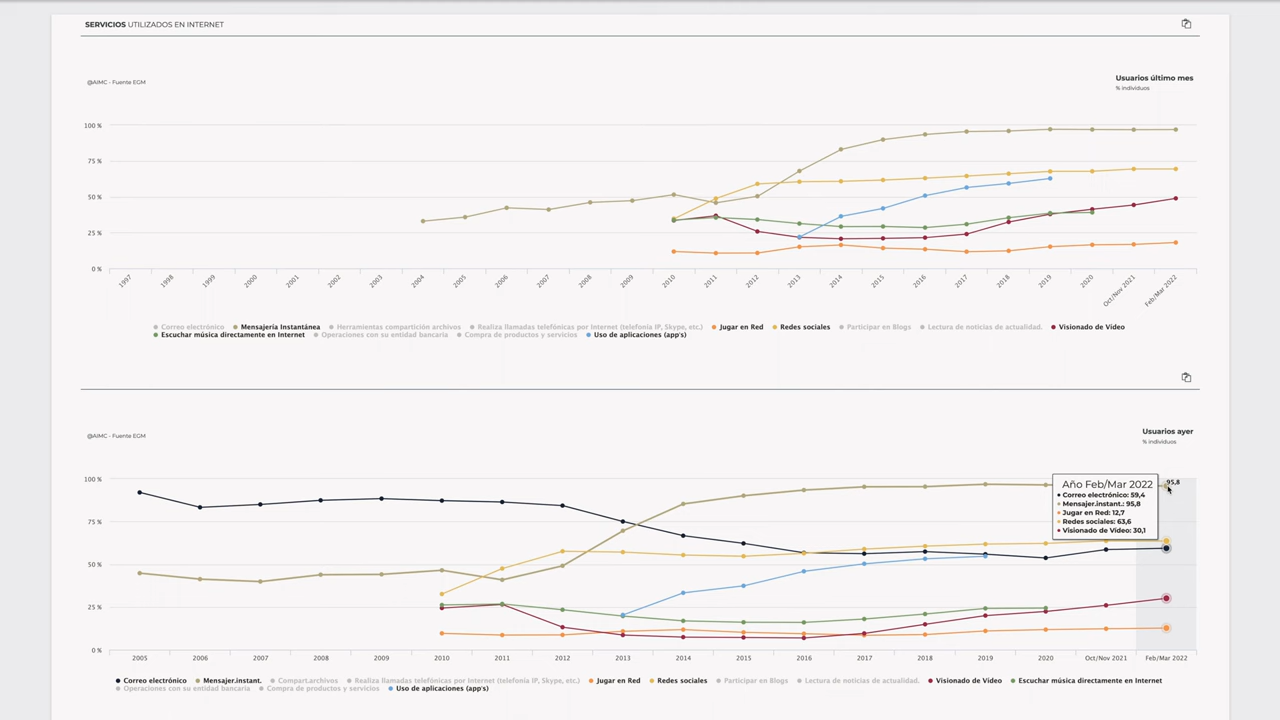 SERVICIOS UTILIZADOS EN INTERNET
@AIMC - Fuente EGM
Usuarios último mes
% individuos
100 %
75 %
50 %
25 %
0 %
1997
1998
1999
2000
2001
2002
2003
2004
2005
2006
2007
2008
2009
2010
2011
2012
2013
2014
2015
2016
2017
2018
2019
2020
Oct/Nov 2021
Feb/Mar 2022
Correo electrónico Mensajería Instantánea Herramientas compartición archivos Realiza llamadas telefónicas por Internet (telefonía IP, Skype, etc.) Jugar en Red Redes sociales Participar en Blogs Lectura de noticias de actualidad. Visionado de Vídeo
Escuchar música directamente en Internet Operaciones con su entidad bancaria Compra de productos y servicios Uso de aplicaciones (app's)
@AIMC - Fuente EGM
Usuarios ayer
% individuos
100 %
75 %
50 %
25 %
0 %
95,8
Año Feb/Mar 2022
Correo electrónico: 59,4
Mensajer.instant.: 95,8
Jugar en Red: 12,7
Redes sociales: 63,6
Visionado de Vídeo: 30,1
2005 2006 2007 2008 2009 2010 2011 2012 2013 2014 2015 2016 2017 2018 2019 2020 Oct/Nov 2021 Feb/Mar 2022
Correo electrónico Mensajer.instant. Compart.archivos Realiza llamadas telefónicas por Internet (telefonía IP, Skype, etc.) Jugar en Red Redes sociales Participar en Blogs Lectura de noticias de actualidad. Visionado de Vídeo Escuchar música directamente en Internet
Operaciones con su entidad bancaria Compra de productos y servicios Uso de aplicaciones (app's)